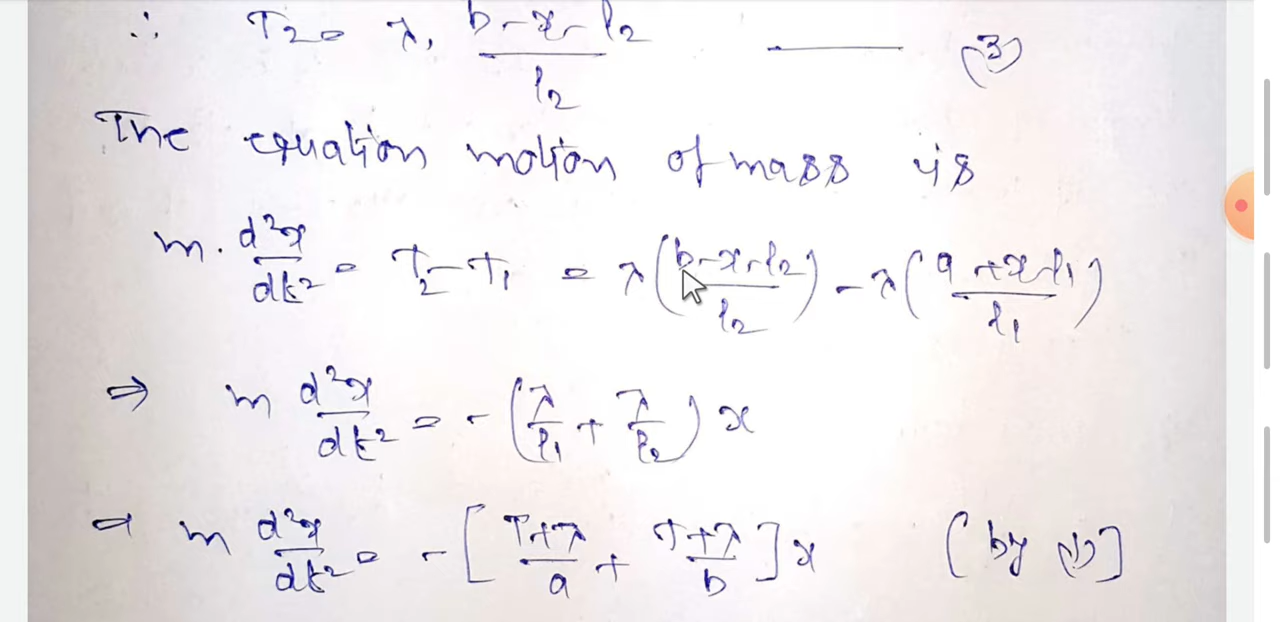 ∴ T₂ = λ. (b-x-l₂)/l₂ ——— (3)
The equation motion of mass is
m. d²x/dt² = T₂-T₁ = λ((b-x-l₂)/l₂) - λ((a+x-l₁)/l₁)
⇒ m d²x/dt² = -(λ/l₁ + λ/l₂)x
⇒ m d²x/dt² = -[(T+λ)/a + (T+λ)/b]x [by (1)]